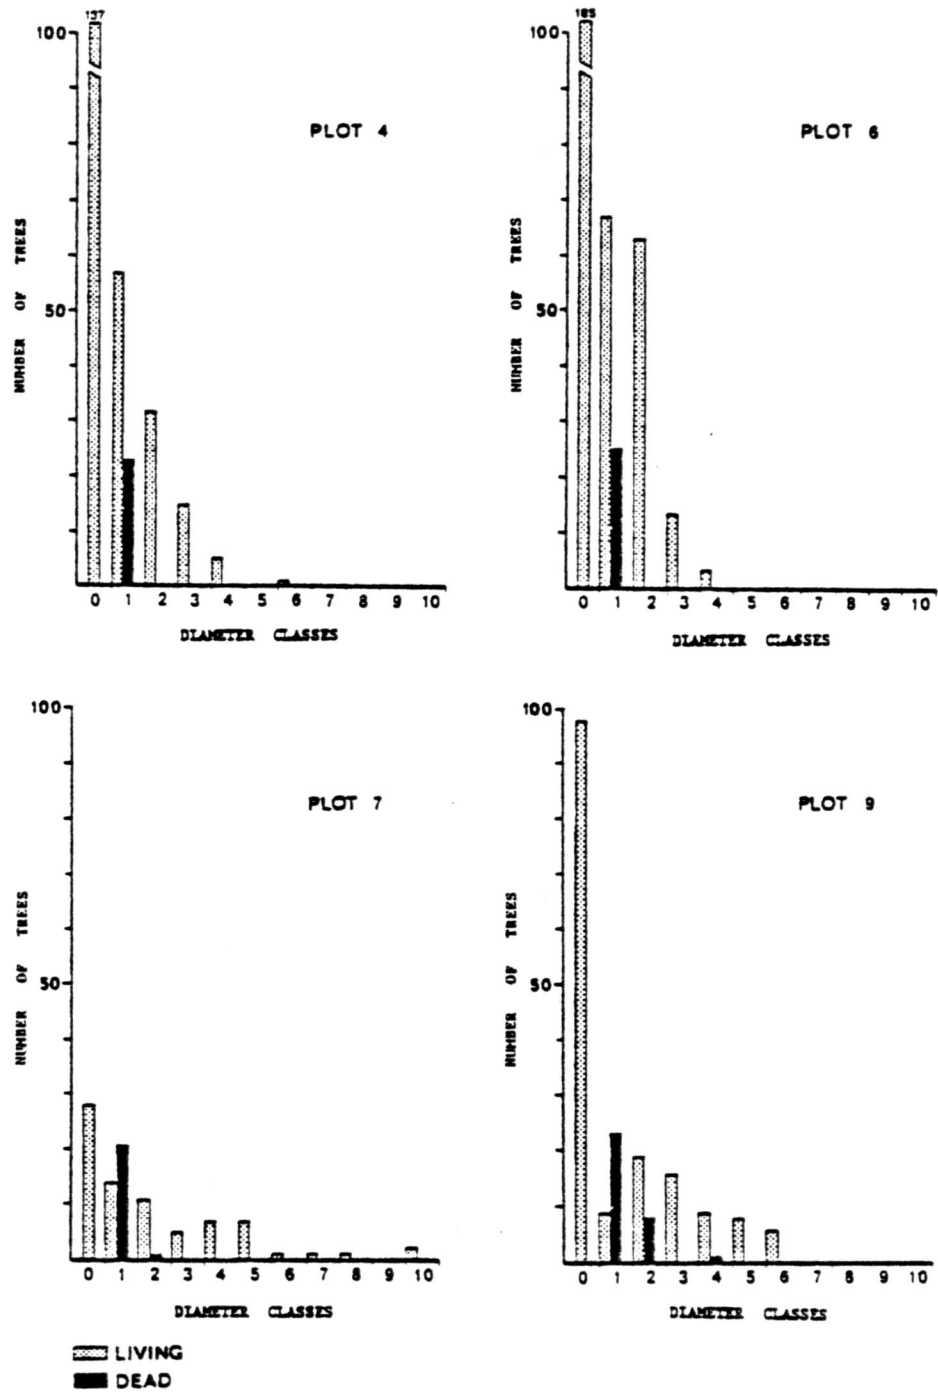 137
100
PLOT 4
NUMBER OF TREES
50
0 1 2 3 4 5 6 7 8 9 10
DIAMETER CLASSES
185
100
PLOT 6
NUMBER OF TREES
50
0 1 2 3 4 5 6 7 8 9 10
DIAMETER CLASSES
100
PLOT 7
NUMBER OF TREES
50
0 1 2 3 4 5 6 7 8 9 10
DIAMETER CLASSES
100
PLOT 9
NUMBER OF TREES
50
0 1 2 3 4 5 6 7 8 9 10
DIAMETER CLASSES
LIVING
DEAD